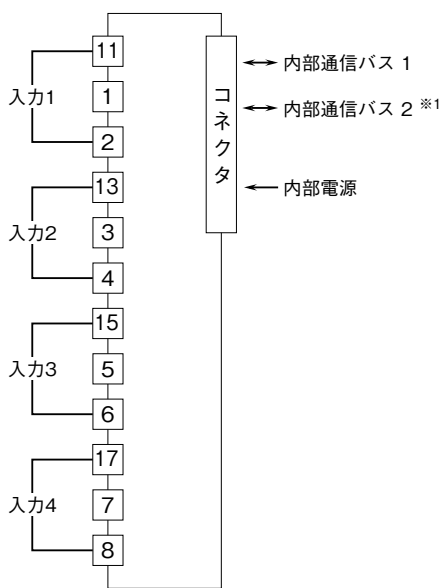 11
1
入力1
2
13
入力2
3
4
15
入力3
5
6
17
入力4
7
8
コネクタ
内部通信バス 1
内部通信バス 2 ※1
内部電源